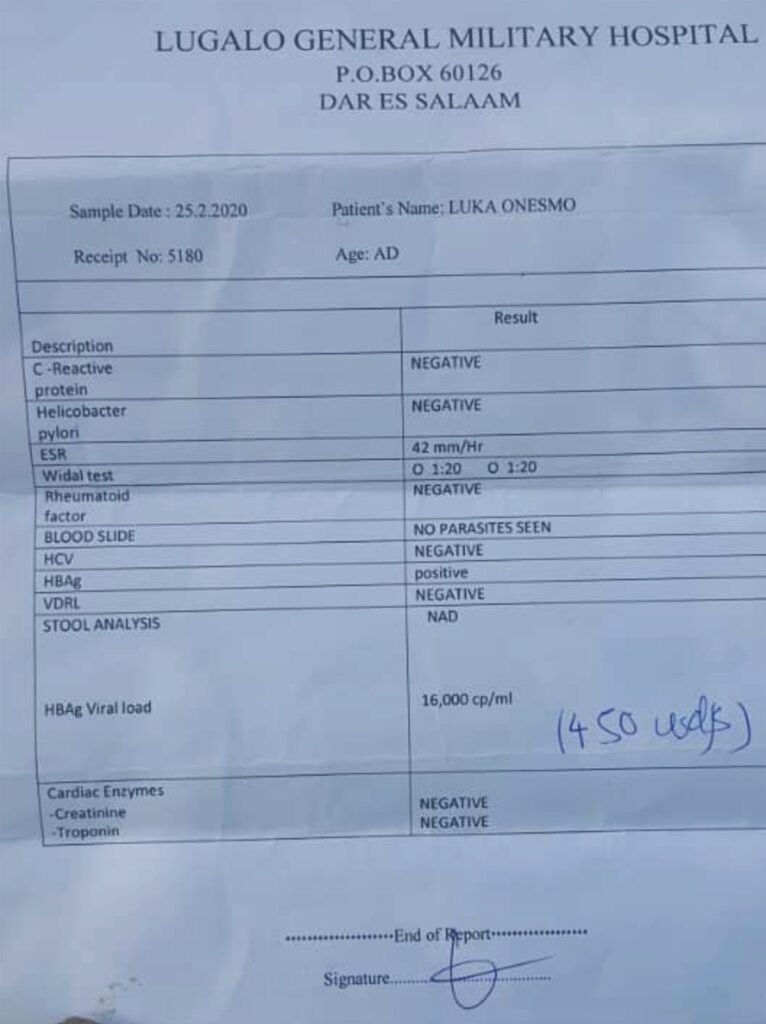 LUGALO GENERAL MILITARY HOSPITAL
P.O.BOX 60126
DAR ES SALAAM
Sample Date : 25.2.2020 Patient's Name: LUKA ONESMO
Receipt No: 5180 Age: AD
Result
Description
C -Reactive protein NEGATIVE
Helicobacter pylori NEGATIVE
ESR 42 mm/Hr
Widal test O 1:20 O 1:20
Rheumatoid factor NEGATIVE
BLOOD SLIDE NO PARASITES SEEN
HCV NEGATIVE
HBAg positive
VDRL NEGATIVE
STOOL ANALYSIS NAD
HBAg Viral load 16,000 cp/ml
(450
Cardiac Enzymes
-Creatinine NEGATIVE
-Troponin NEGATIVE
....................End of Report..................
Signature..................................